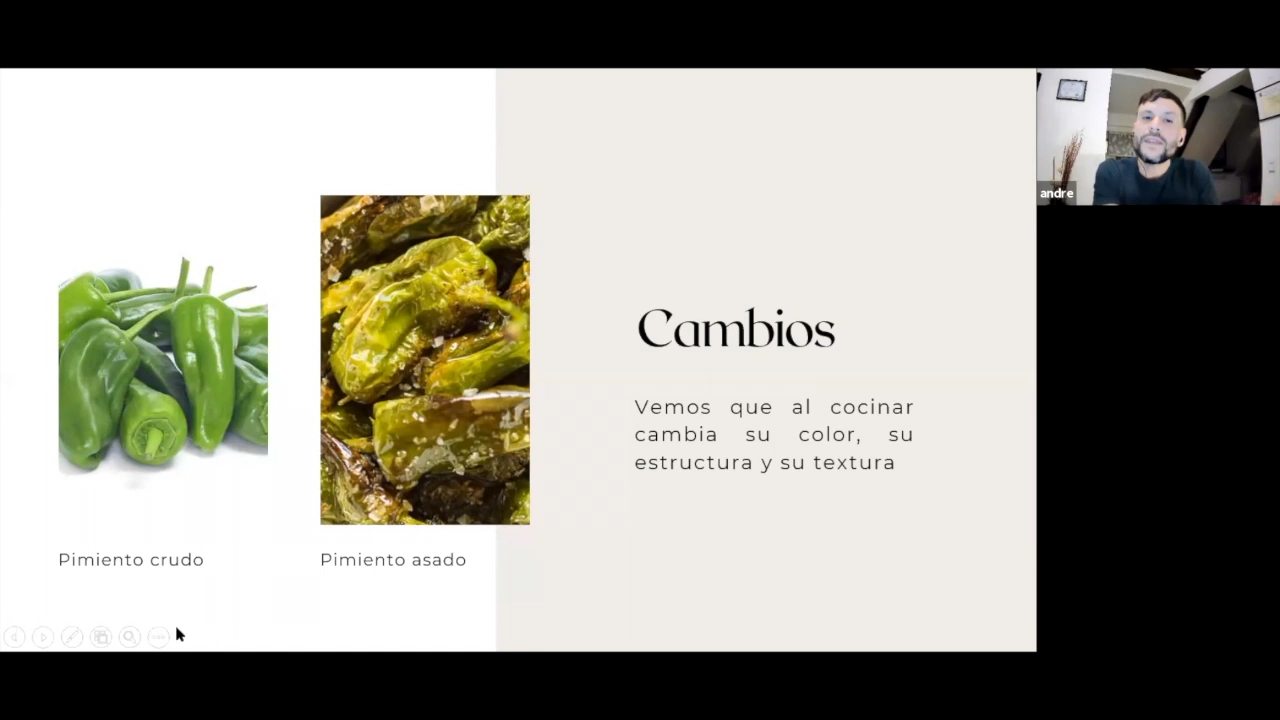 Cambios
Vemos que al cocinar
cambia su color, su
estructura y su textura
Pimiento crudo
Pimiento asado
andre